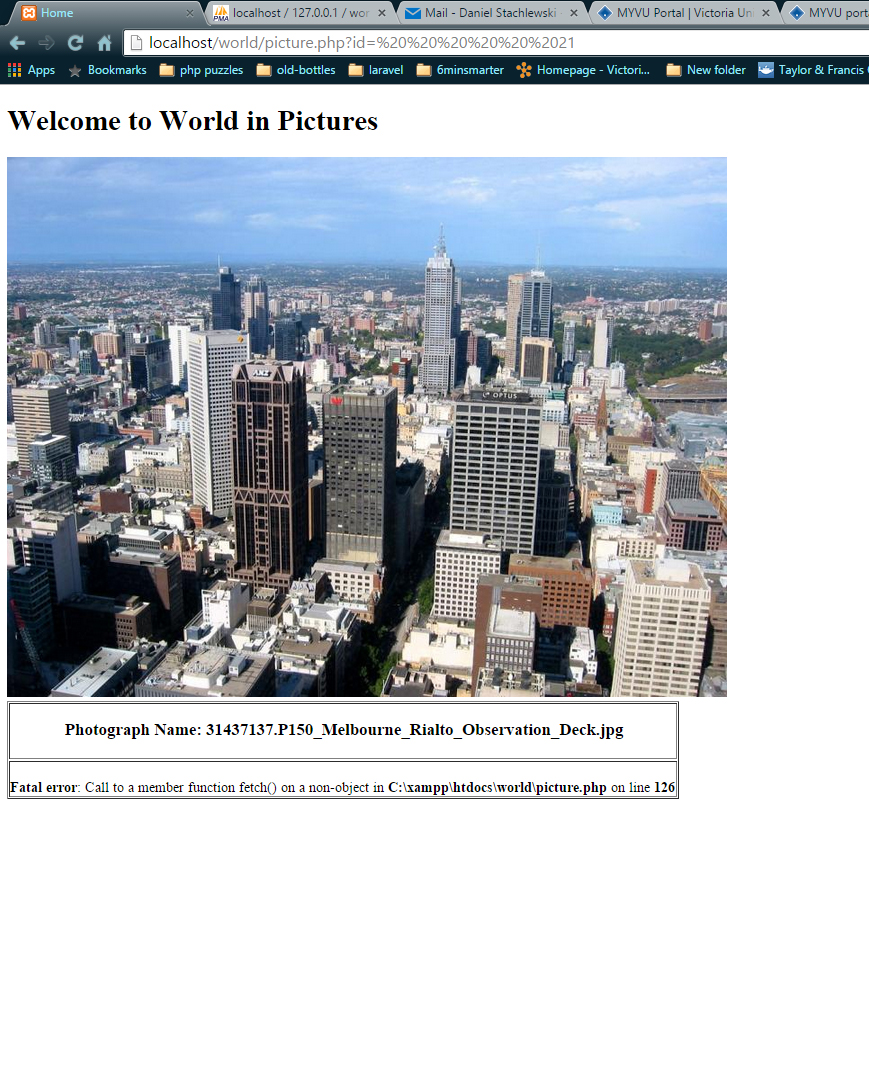 Home
localhost / 127.0.0.1 / wor
Mail - Daniel Stachlewski
MYVU Portal | Victoria Un
MYVU porta
localhost/world/picture.php?id=%20%20%20%20%20%2021
Apps Bookmarks php puzzles old-bottles laravel 6minsmarter Homepage - Victori... New folder Taylor & Francis
Welcome to World in Pictures
ANZ
OPTUS
Photograph Name: 31437137.P150_Melbourne_Rialto_Observation_Deck.jpg
Fatal error: Call to a member function fetch() on a non-object in C:\xampp\htdocs\world\picture.php on line 126